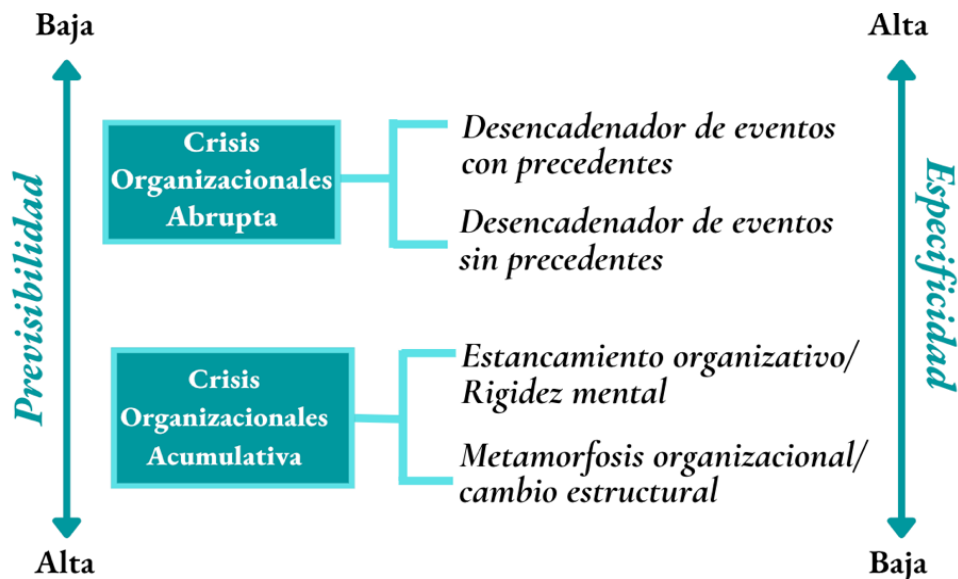 Baja
Alta
Previsibilidad
Crisis
Organizacionales
Abrupta
Desencadenador de eventos
con precedentes
Desencadenador de eventos
sin precedentes
Especificidad
Crisis
Organizacionales
Acumulativa
Estancamiento organizativo/
Rigidez mental
Metamorfosis organizacional/
cambio estructural
Alta
Baja